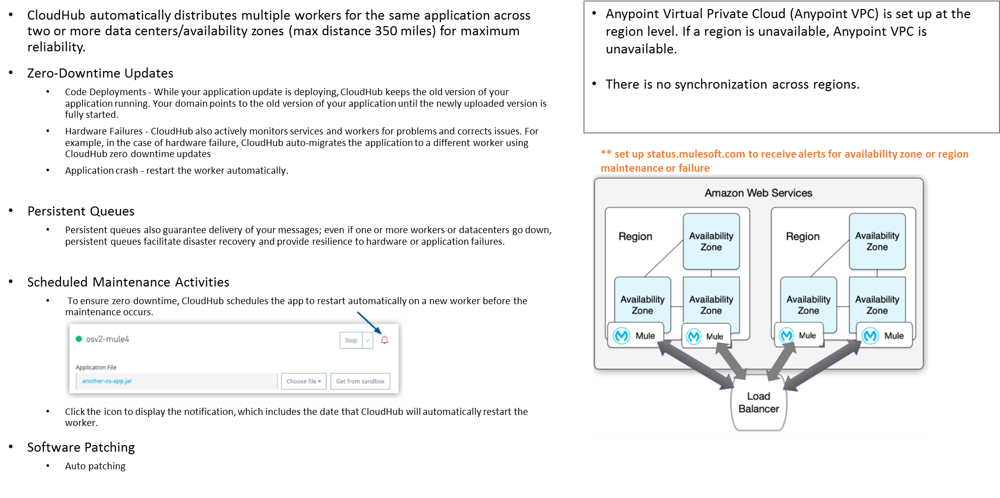 • CloudHub automatically distributes multiple workers for the same application across
two or more data centers/availability zones (max distance 350 miles) for maximum
reliability.
• Zero-Downtime Updates
• Code Deployments - While your application update is deploying, CloudHub keeps the old version of your
application running. Your domain points to the old version of your application until the newly uploaded version is
fully started.
• Hardware Failures - CloudHub also actively monitors services and workers for problems and corrects issues. For
example, in the case of hardware failure, CloudHub auto-migrates the application to a different worker using
CloudHub zero downtime updates
• Application crash - restart the worker automatically.
• Persistent Queues
• Persistent queues also guarantee delivery of your messages; even if one or more workers or datacenters go down,
persistent queues facilitate disaster recovery and provide resilience to hardware or application failures.
• Scheduled Maintenance Activities
• To ensure zero downtime, CloudHub schedules the app to restart automatically on a new worker before the
maintenance occurs.
osv2-mule4
Stop
Application File
another-os-app.jar
Choose file
Get from sandbox
• Click the icon to display the notification, which includes the date that CloudHub will automatically restart the
worker.
• Software Patching
• Auto patching
• Anypoint Virtual Private Cloud (Anypoint VPC) is set up at the
region level. If a region is unavailable, Anypoint VPC is
unavailable.
• There is no synchronization across regions.
** set up status.mulesoft.com to receive alerts for availability zone or region
maintenance or failure
Amazon Web Services
Region
Availability
Zone
Availability
Zone
Availability
Zone
Mule
Mule
Region
Availability
Zone
Availability
Zone
Availability
Zone
Mule
Mule
Load
Balancer